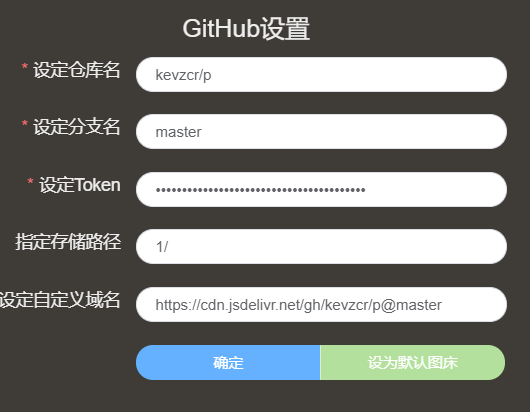 GitHub设置
* 设定仓库名 kevzcr/p
* 设定分支名 master
* 设定Token ••••••••••••••••••••••••••••••••••••••••
指定存储路径 1/
设定自定义域名 https://cdn.jsdelivr.net/gh/kevzcr/p@master
确定 设为默认图床